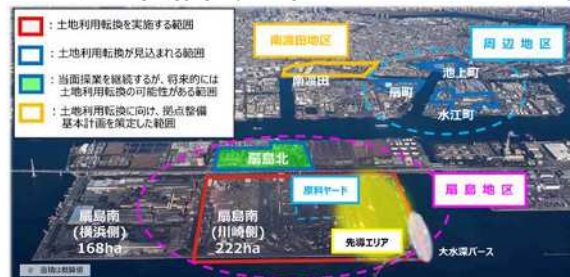 ：土地利用転換を実施する範囲
：土地利用転換が見込まれる範囲
：当面操業を継続するが、将来的には
土地利用転換の可能性がある範囲
：土地利用転換に向け、拠点整備
基本計画を策定した範囲
南渡田地区
周辺地区
池上町
南渡田
扇町
水江町
扇島北
原料ヤード
扇島地区
扇島南
(横浜側)
168ha
扇島南
(川崎側)
222ha
先導エリア
大水深バース
※ 面積は概算値